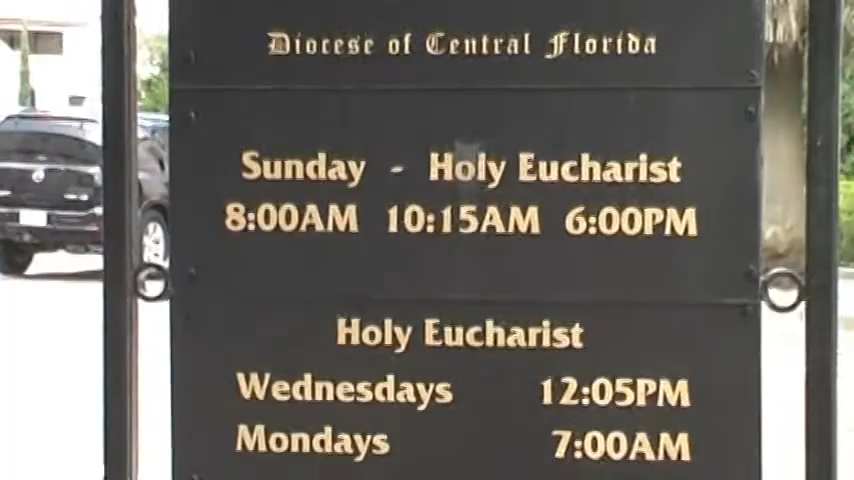 Diocese of Central Florida
Sunday - Holy Eucharist
8:00AM 10:15AM 6:00PM
Holy Eucharist
Wednesdays 12:05PM
Mondays 7:00AM